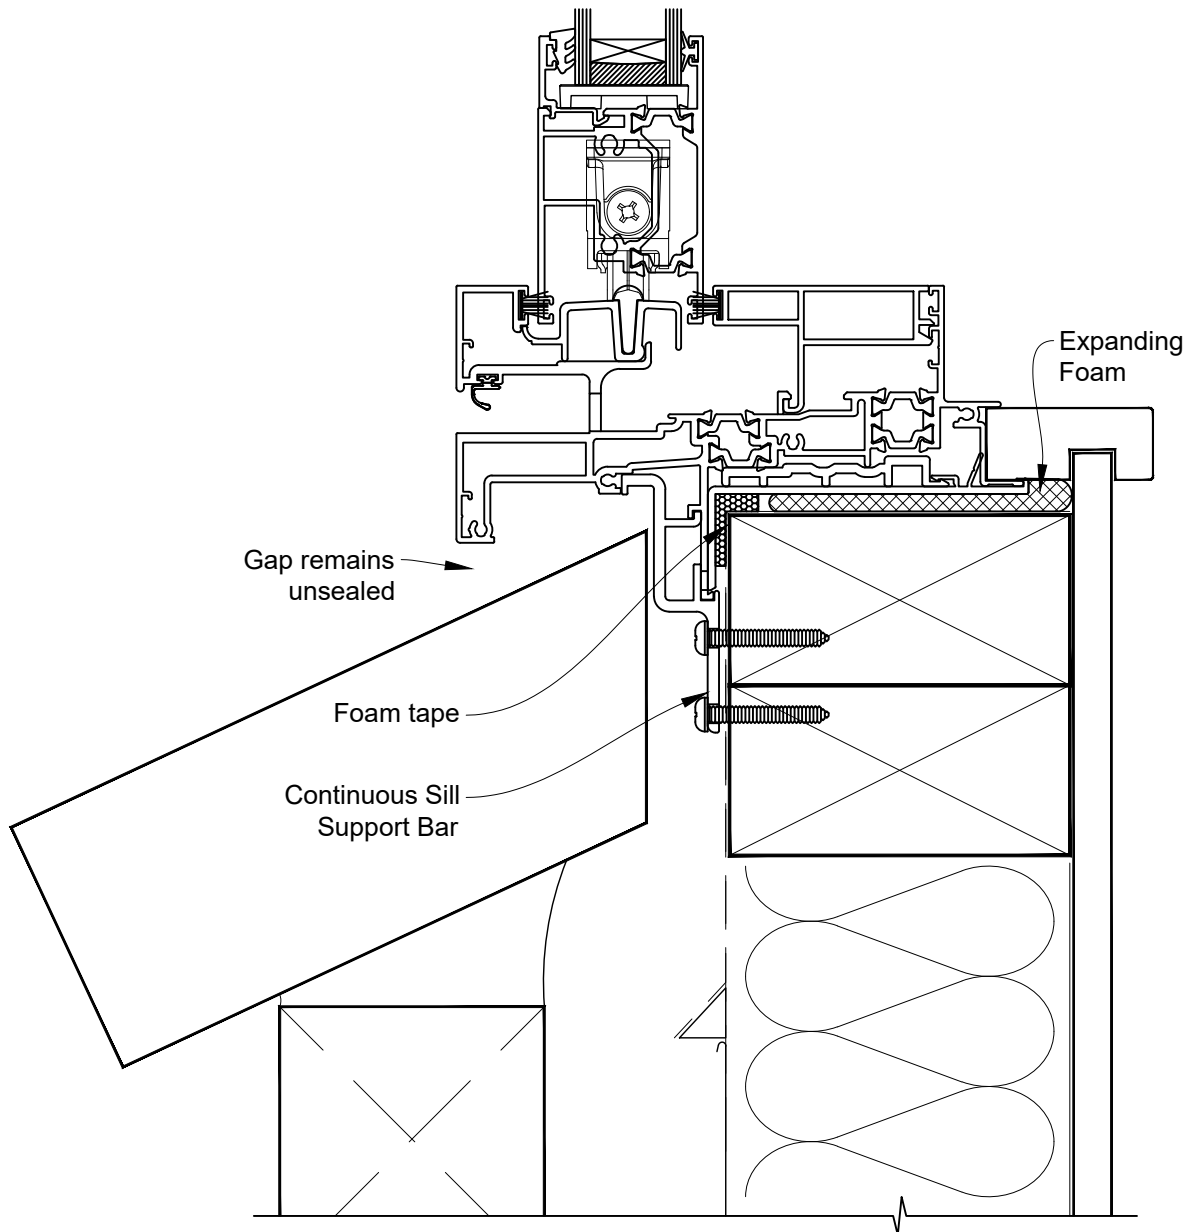 Expanding
Foam
Gap remains
unsealed
Foam tape
Continuous Sill
Support Bar